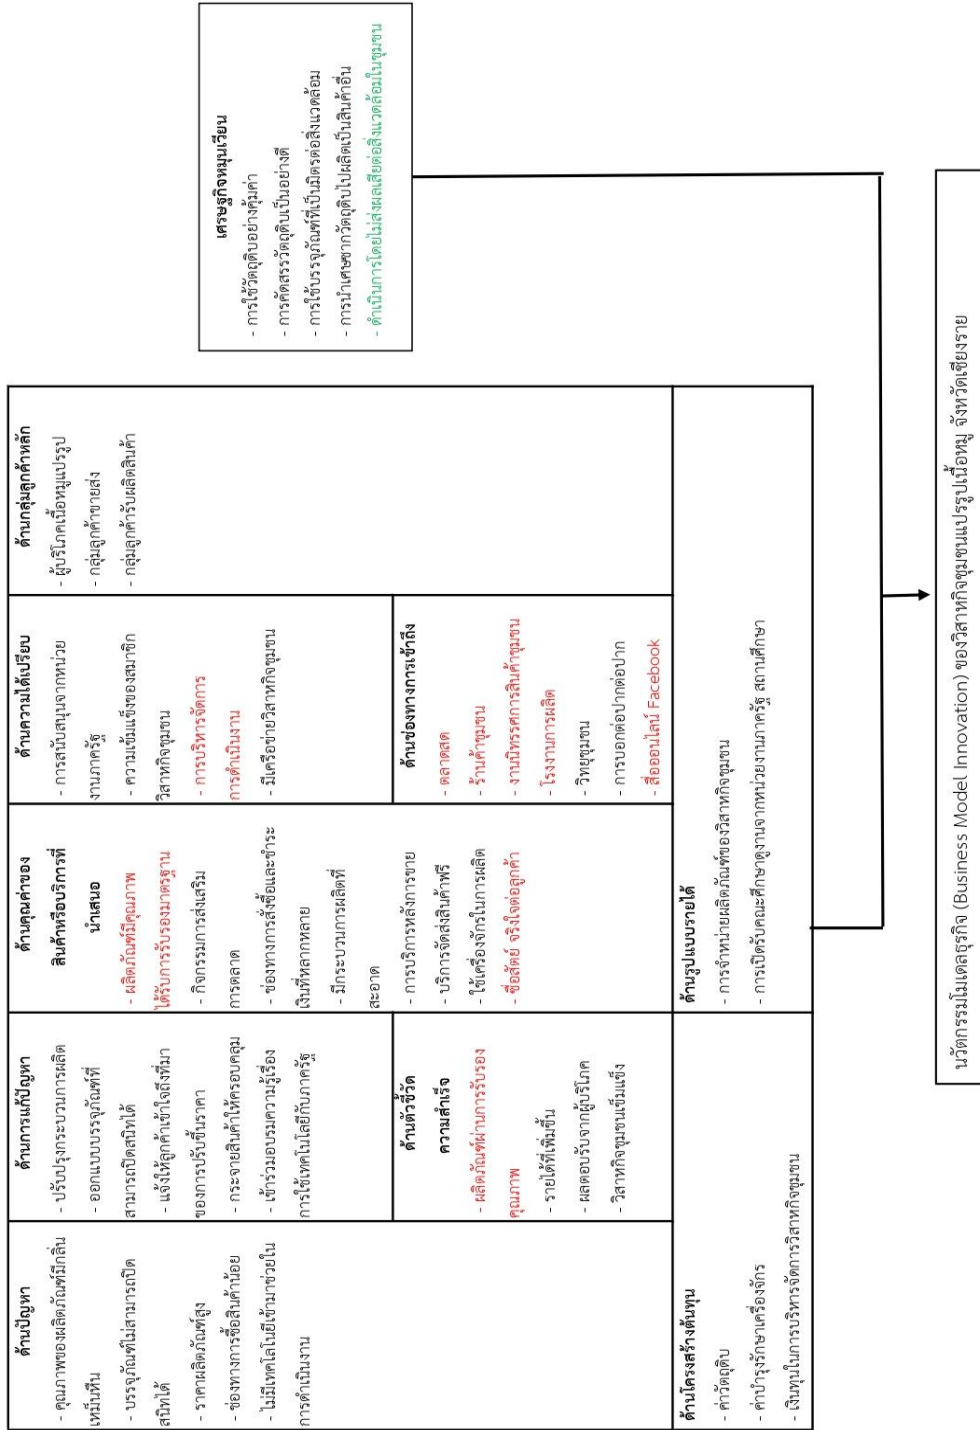 ด้านปัญหา
- คุณภาพของผลิตภัณฑ์มีกลิ่น
เหม็นหืน
- บรรจุภัณฑ์ไม่สามารถปิด
สนิทได้
- ราคาผลิตภัณฑ์สูง
- ช่องทางการซื้อสินค้าน้อย
- ไม่มีเทคโลโนยีเข้ามาช่วยใน
การดำเนินงาน
ด้านการแก้ปัญหา
- ปรับปรุงกระบวนการผลิต
- ออกแบบบรรจุภัณฑ์ที่
สามารถปิดสนิทได้
- แจ้งให้ลูกค้าเข้าใจถึงที่มา
ของการปรับขึ้นราคา
- กระจายสินค้าให้ครอบคลุม
- เข้าร่วมอบรมความรู้เรื่อง
การใช้เทคโนโลยีกับภาครัฐ
ด้านตัวชี้วัด
ความสำเร็จ
- ผลิตภัณฑ์ผ่านการรับรอง
คุณภาพ
- รายได้ที่เพิ่มขึ้น
- ผลตอบรับจากผู้บริโภค
- วิสาหกิจชุมชนเข้มแข็ง
ด้านคุณค่าของ
สินค้าหรือบริการที่
นำเสนอ
- ผลิตภัณฑ์มีคุณภาพ
ได้รับการรับรองมาตรฐาน
- กิจกรรมการส่งเสริม
การตลาด
- ช่องทางการสั่งซื้อและชำระ
เงินที่หลากหลาย
- มีกระบวนการผลิตที่
สะอาด
- การบริการหลังการขาย
- บริการจัดส่งสินค้าฟรี
- ใช้เครื่องจักรในการผลิต
- ซื่อสัตย์ จริงใจต่อลูกค้า
ด้านความได้เปรียบ
- การสนับสนุนจากหน่วย
งานภาครัฐ
- ความเข้มแข็งของสมาชิก
วิสาหกิจชุมชน
- การบริหารจัดการ
การดำเนินงาน
- มีเครือข่ายวิสาหกิจชุมชน
ด้านช่องทางการเข้าถึง
- ตลาดสด
- ร้านค้าชุมชน
- งานนิทรรศการสินค้าชุมชน
- โรงงานการผลิต
- วิทยุชุมชน
- การบอกต่อปากต่อปาก
- สื่อออนไลน์ Facebook
ด้านกลุ่มลูกค้าหลัก
- ผู้บริโภคเนื้อหมูแปรรูป
- กลุ่มลูกค้าขายส่ง
- กลุ่มลูกค้ารับผลิตสินค้า
ด้านโครงสร้างต้นทุน
- ค่าวัตถุดิบ
- ค่าบำรุงรักษาเครื่องจักร
- เงินทุนในการบริหารจัดการวิสาหกิจชุมชน
ด้านรูปแบบรายได้
- การจำหน่ายผลิตภัณฑ์ของวิสาหกิจชุมชน
- การเปิดรับคณะศึกษาดูงานจากหน่วยงานภาครัฐ สถานศึกษา
เศรษฐกิจหมุนเวียน
- การใช้วัตถุดิบอย่างคุ้มค่า
- การคัดสรรวัตถุดิบเป็นอย่างดี
- การใช้บรรจุภัณฑ์ที่เป็นมิตรต่อสิ่งแวดล้อม
- การนำเศษซากวัตถุดิบไปผลิตเป็นสินค้าอื่น
- ดำเนินการโดยไม่ส่งผลเสียต่อสิ่งแวดล้อมในชุมชน
นวัตกรรมโมเดลธุรกิจ (Business Model Innovation) ของวิสาหกิจชุมชนแปรรูปเนื้อหมู จังหวัดเชียงราย